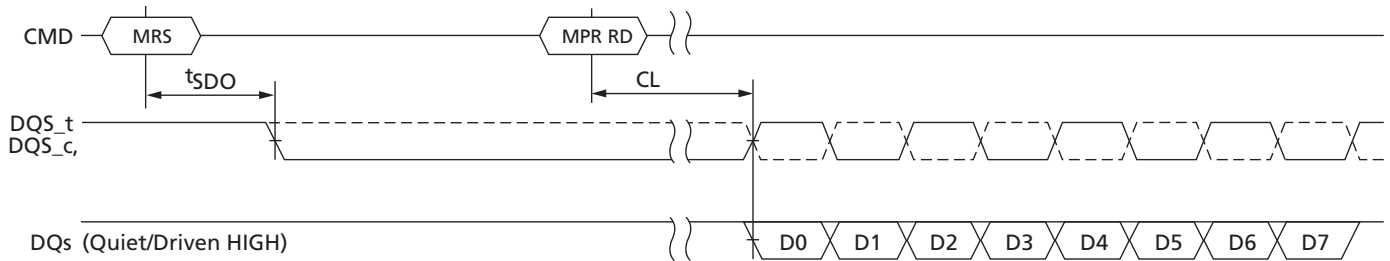 CMD MRS MPR RD
tSDO CL
DQS_t
DQS_c,
DQs (Quiet/Driven HIGH) D0 D1 D2 D3 D4 D5 D6 D7